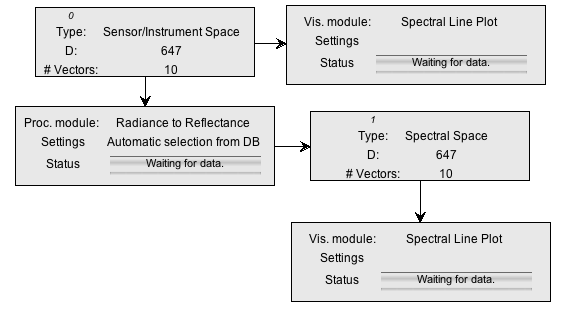 0
Type: Sensor/Instrument Space
D: 647
# Vectors: 10
Vis. module: Spectral Line Plot
Settings
Status Waiting for data.
Proc. module: Radiance to Reflectance
Settings Automatic selection from DB
Status Waiting for data.
1
Type: Spectral Space
D: 647
# Vectors: 10
Vis. module: Spectral Line Plot
Settings
Status Waiting for data.